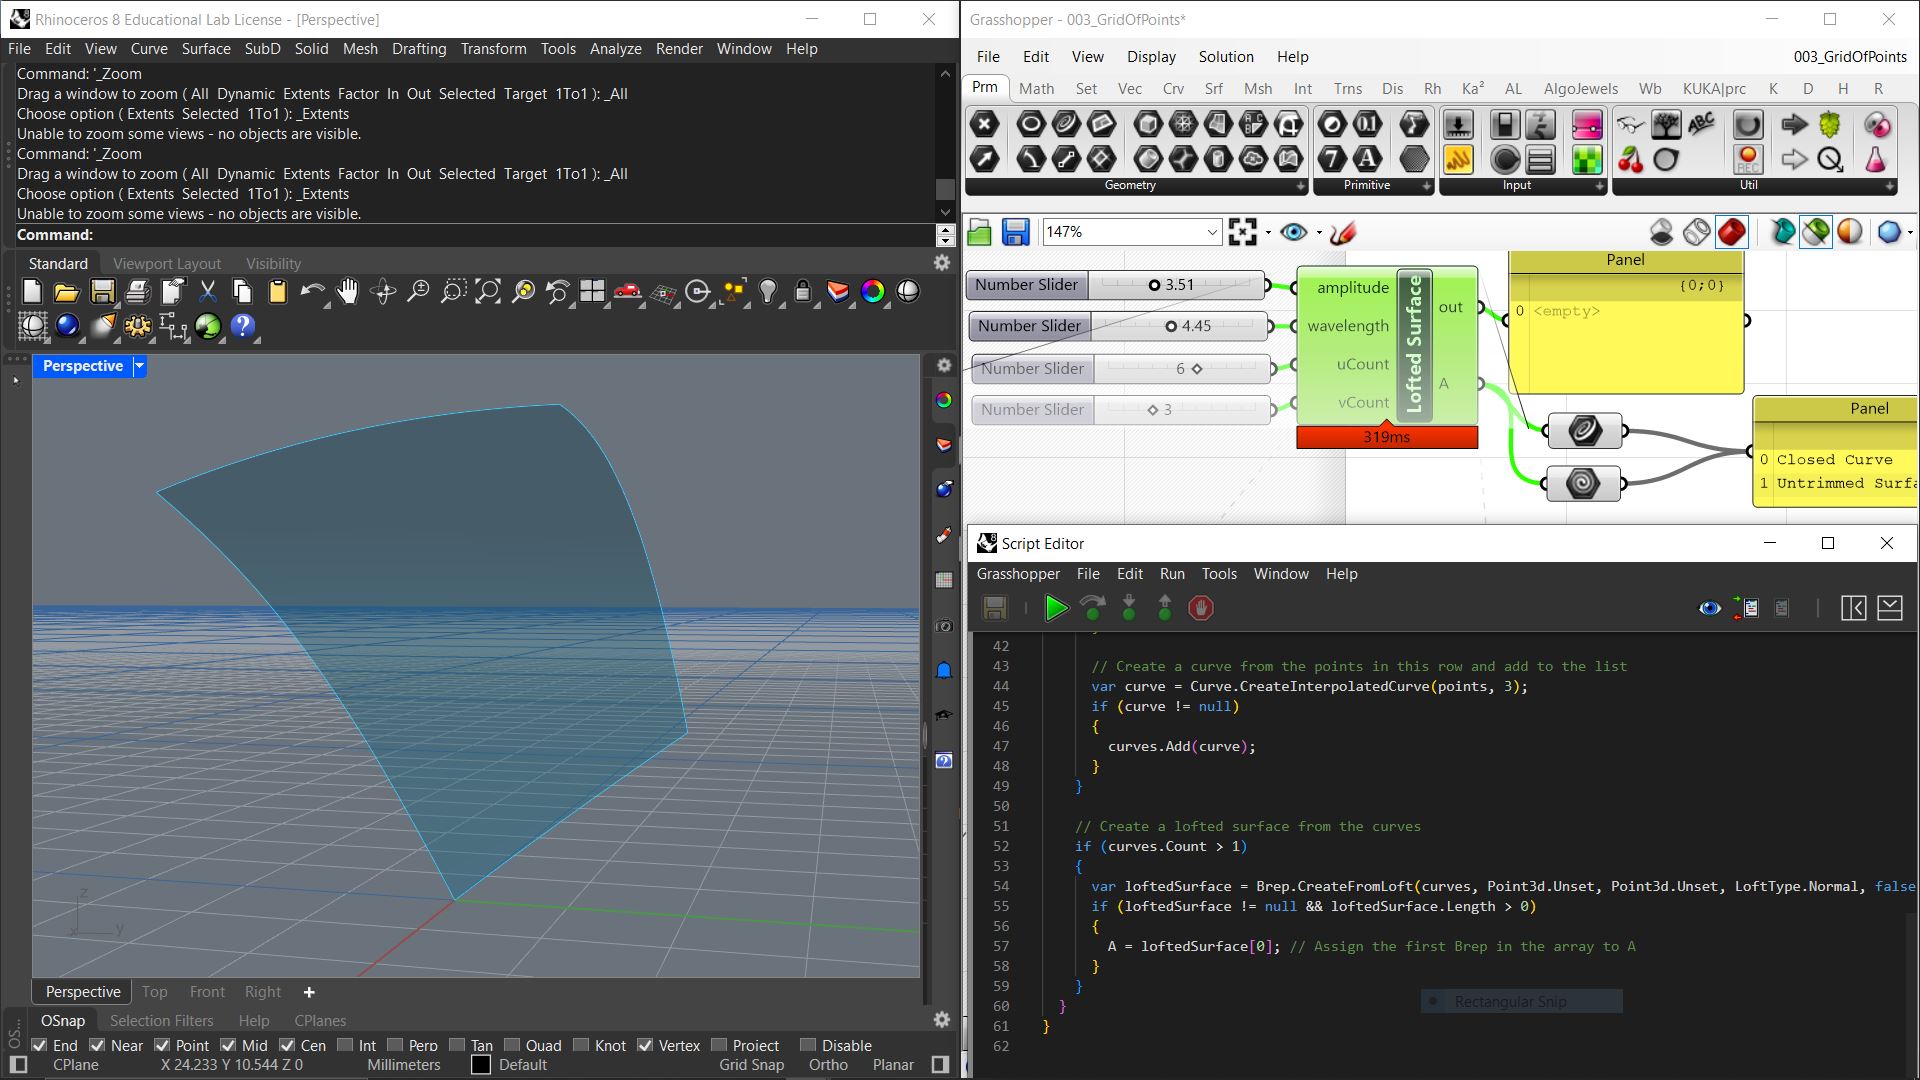 Rhinoceros 8 Educational Lab License - [Perspective]
File Edit View Curve Surface SubD Solid Mesh Drafting Transform Tools Analyze Render Window Help
Command: '_Zoom
Drag a window to zoom ( All Dynamic Extents Factor In Out Selected Target 1To1 ): _All
Choose option ( Extents Selected 1To1 ): _Extents
Unable to zoom some views - no objects are visible.
Command: '_Zoom
Drag a window to zoom ( All Dynamic Extents Factor In Out Selected Target 1To1 ): _All
Choose option ( Extents Selected 1To1 ): _Extents
Unable to zoom some views - no objects are visible.
Command:
Standard Viewport Layout Visibility
Perspective
z
x y
Perspective Top Front Right +
OSnap Selection Filters Help CPlanes
OS...
End Near Point Mid Cen Int Perp Tan Quad Knot Vertex Project Disable
CPlane X 24.233 Y 10.544 Z 0 Millimeters Default Grid Snap Ortho Planar
Grasshopper - 003_GridOfPoints*
File Edit View Display Solution Help 003_GridOfPoints
Prm Math Set Vec Crv Srf Msh Int Trns Dis Rh Ka² AL AlgoJewels Wb KUKA|prc K D H R
Geometry Primitive Input Util
147%
Number Slider 3.51
Number Slider 4.45
Number Slider 6
Number Slider 3
amplitude
wavelength
uCount
vCount
Lofted Surface
out
A
319ms
Panel
{0;0}
0 <empty>
Panel
0 Closed Curve
1 Untrimmed Surfa
Script Editor
Grasshopper File Edit Run Tools Window Help
42
43 // Create a curve from the points in this row and add to the list
44 var curve = Curve.CreateInterpolatedCurve(points, 3);
45 if (curve != null)
46 {
47 curves.Add(curve);
48 }
49 }
50
51 // Create a lofted surface from the curves
52 if (curves.Count > 1)
53 {
54 var loftedSurface = Brep.CreateFromLoft(curves, Point3d.Unset, Point3d.Unset, LoftType.Normal, false
55 if (loftedSurface != null && loftedSurface.Length > 0)
56 {
57 A = loftedSurface[0]; // Assign the first Brep in the array to A
58 }
59 }
60 }
61 }
62
Rectangular Snip